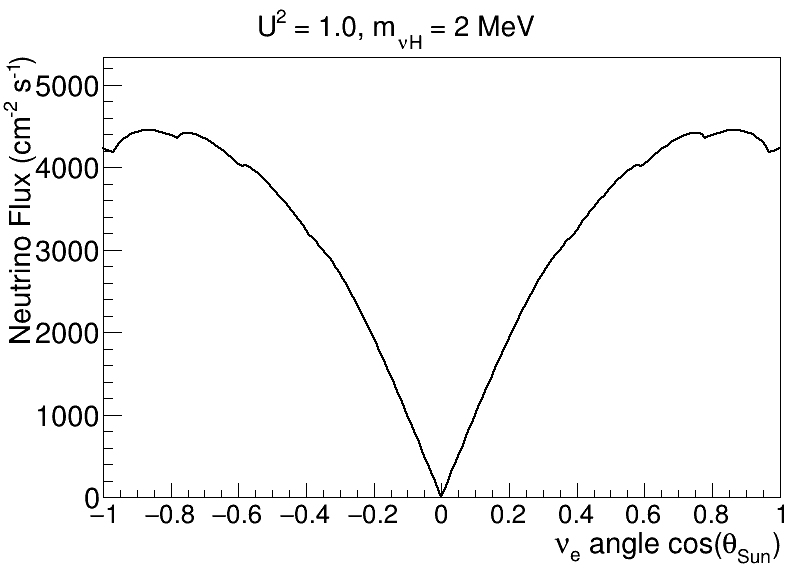 U² = 1.0, m_νH = 2 MeV
Neutrino Flux (cm⁻² s⁻¹)
5000
4000
3000
2000
1000
0
−1 −0.8 −0.6 −0.4 −0.2 0 0.2 0.4 0.6 0.8 1
ν_e angle cos(θ_Sun)